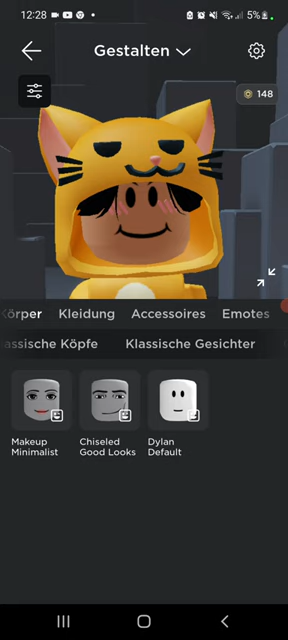 12:28
5%
Gestalten
148
Körper Kleidung Accessoires Emotes
assische Köpfe Klassische Gesichter
Makeup
Minimalist
Chiseled
Good Looks
Dylan
Default